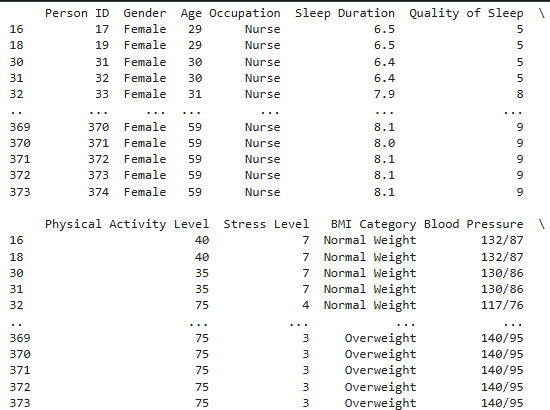 Person ID Gender Age Occupation Sleep Duration Quality of Sleep \
16 17 Female 29 Nurse 6.5 5
18 19 Female 29 Nurse 6.5 5
30 31 Female 30 Nurse 6.4 5
31 32 Female 30 Nurse 6.4 5
32 33 Female 31 Nurse 7.9 8
.. ... ... ... ... ... ...
369 370 Female 59 Nurse 8.1 9
370 371 Female 59 Nurse 8.0 9
371 372 Female 59 Nurse 8.1 9
372 373 Female 59 Nurse 8.1 9
373 374 Female 59 Nurse 8.1 9
Physical Activity Level Stress Level BMI Category Blood Pressure \
16 40 7 Normal Weight 132/87
18 40 7 Normal Weight 132/87
30 35 7 Normal Weight 130/86
31 35 7 Normal Weight 130/86
32 75 4 Normal Weight 117/76
.. ... ... ... ...
369 75 3 Overweight 140/95
370 75 3 Overweight 140/95
371 75 3 Overweight 140/95
372 75 3 Overweight 140/95
373 75 3 Overweight 140/95